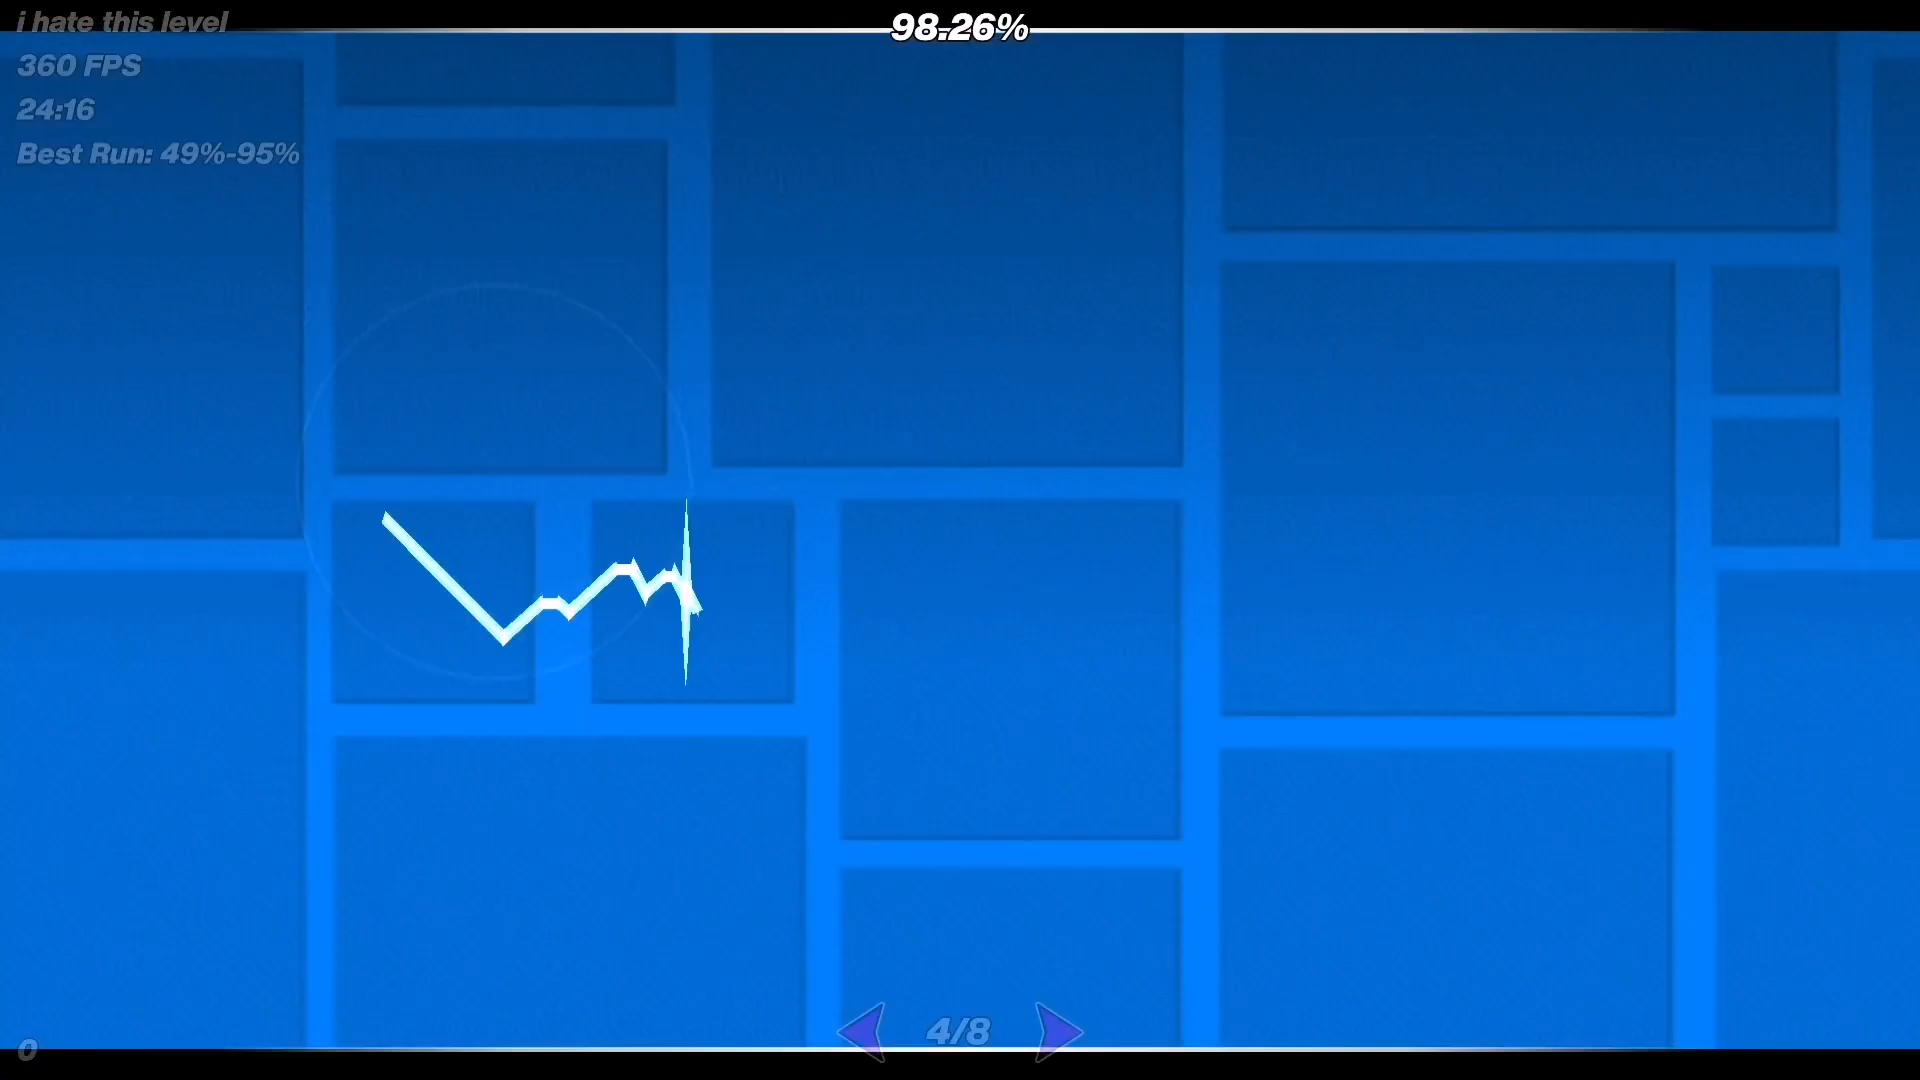 i hate this level
98.26%
360 FPS
24:16
Best Run: 49%-95%
4/8
0